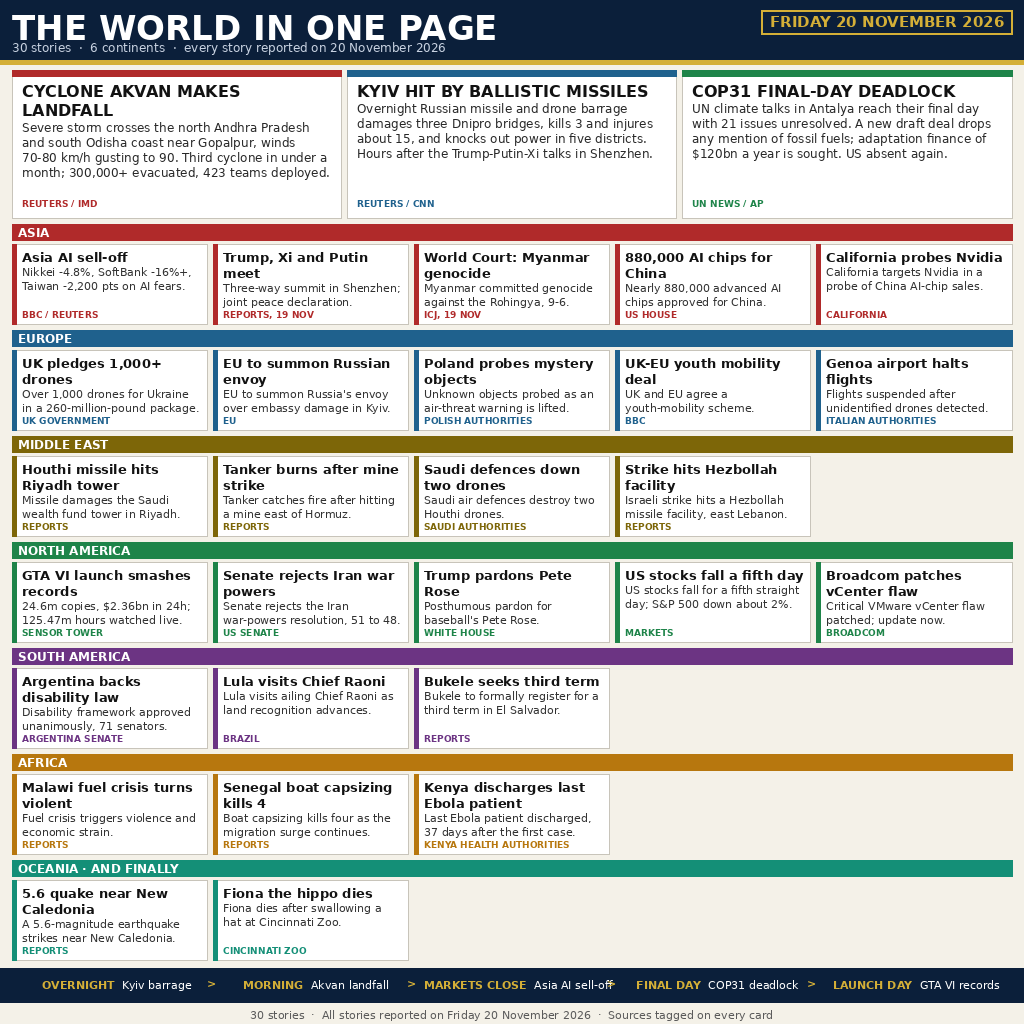 THE WORLD IN ONE PAGE
30 stories · 6 continents · every story reported on 20 November 2026
FRIDAY 20 NOVEMBER 2026
CYCLONE AKVAN MAKES
LANDFALL
Severe storm crosses the north Andhra Pradesh
and south Odisha coast near Gopalpur, winds
70-80 km/h gusting to 90. Third cyclone in under a
month; 300,000+ evacuated, 423 teams deployed.
REUTERS / IMD
KYIV HIT BY BALLISTIC MISSILES
Overnight Russian missile and drone barrage
damages three Dnipro bridges, kills 3 and injures
about 15, and knocks out power in five districts.
Hours after the Trump-Putin-Xi talks in Shenzhen.
REUTERS / CNN
COP31 FINAL-DAY DEADLOCK
UN climate talks in Antalya reach their final day
with 21 issues unresolved. A new draft deal drops
any mention of fossil fuels; adaptation finance of
$120bn a year is sought. US absent again.
UN NEWS / AP
ASIA
Asia AI sell-off
Nikkei -4.8%, SoftBank -16%+,
Taiwan -2,200 pts on AI fears.
BBC / REUTERS
Trump, Xi and Putin
meet
Three-way summit in Shenzhen;
joint peace declaration.
REPORTS, 19 NOV
World Court: Myanmar
genocide
Myanmar committed genocide
against the Rohingya, 9-6.
ICJ, 19 NOV
880,000 AI chips for
China
Nearly 880,000 advanced AI
chips approved for China.
US HOUSE
California probes Nvidia
California targets Nvidia in a
probe of China AI-chip sales.
CALIFORNIA
EUROPE
UK pledges 1,000+
drones
Over 1,000 drones for Ukraine
in a 260-million-pound package.
UK GOVERNMENT
EU to summon Russian
envoy
EU to summon Russia's envoy
over embassy damage in Kyiv.
EU
Poland probes mystery
objects
Unknown objects probed as an
air-threat warning is lifted.
POLISH AUTHORITIES
UK-EU youth mobility
deal
UK and EU agree a
youth-mobility scheme.
BBC
Genoa airport halts
flights
Flights suspended after
unidentified drones detected.
ITALIAN AUTHORITIES
MIDDLE EAST
Houthi missile hits
Riyadh tower
Missile damages the Saudi
wealth fund tower in Riyadh.
REPORTS
Tanker burns after mine
strike
Tanker catches fire after hitting
a mine east of Hormuz.
REPORTS
Saudi defences down
two drones
Saudi air defences destroy two
Houthi drones.
SAUDI AUTHORITIES
Strike hits Hezbollah
facility
Israeli strike hits a Hezbollah
missile facility, east Lebanon.
REPORTS
NORTH AMERICA
GTA VI launch smashes
records
24.6m copies, $2.36bn in 24h;
125.47m hours watched live.
SENSOR TOWER
Senate rejects Iran war
powers
Senate rejects the Iran
war-powers resolution, 51 to 48.
US SENATE
Trump pardons Pete
Rose
Posthumous pardon for
baseball's Pete Rose.
WHITE HOUSE
US stocks fall a fifth day
US stocks fall for a fifth straight
day; S&P 500 down about 2%.
MARKETS
Broadcom patches
vCenter flaw
Critical VMware vCenter flaw
patched; update now.
BROADCOM
SOUTH AMERICA
Argentina backs
disability law
Disability framework approved
unanimously, 71 senators.
ARGENTINA SENATE
Lula visits Chief Raoni
Lula visits ailing Chief Raoni as
land recognition advances.
BRAZIL
Bukele seeks third term
Bukele to formally register for a
third term in El Salvador.
REPORTS
AFRICA
Malawi fuel crisis turns
violent
Fuel crisis triggers violence and
economic strain.
REPORTS
Senegal boat capsizing
kills 4
Boat capsizing kills four as the
migration surge continues.
REPORTS
Kenya discharges last
Ebola patient
Last Ebola patient discharged,
37 days after the first case.
KENYA HEALTH AUTHORITIES
OCEANIA · AND FINALLY
5.6 quake near New
Caledonia
A 5.6-magnitude earthquake
strikes near New Caledonia.
REPORTS
Fiona the hippo dies
Fiona dies after swallowing a
hat at Cincinnati Zoo.
CINCINNATI ZOO
OVERNIGHT Kyiv barrage > MORNING Akvan landfall > MARKETS CLOSE Asia AI sell-off > FINAL DAY COP31 deadlock > LAUNCH DAY GTA VI records
30 stories · All stories reported on Friday 20 November 2026 · Sources tagged on every card